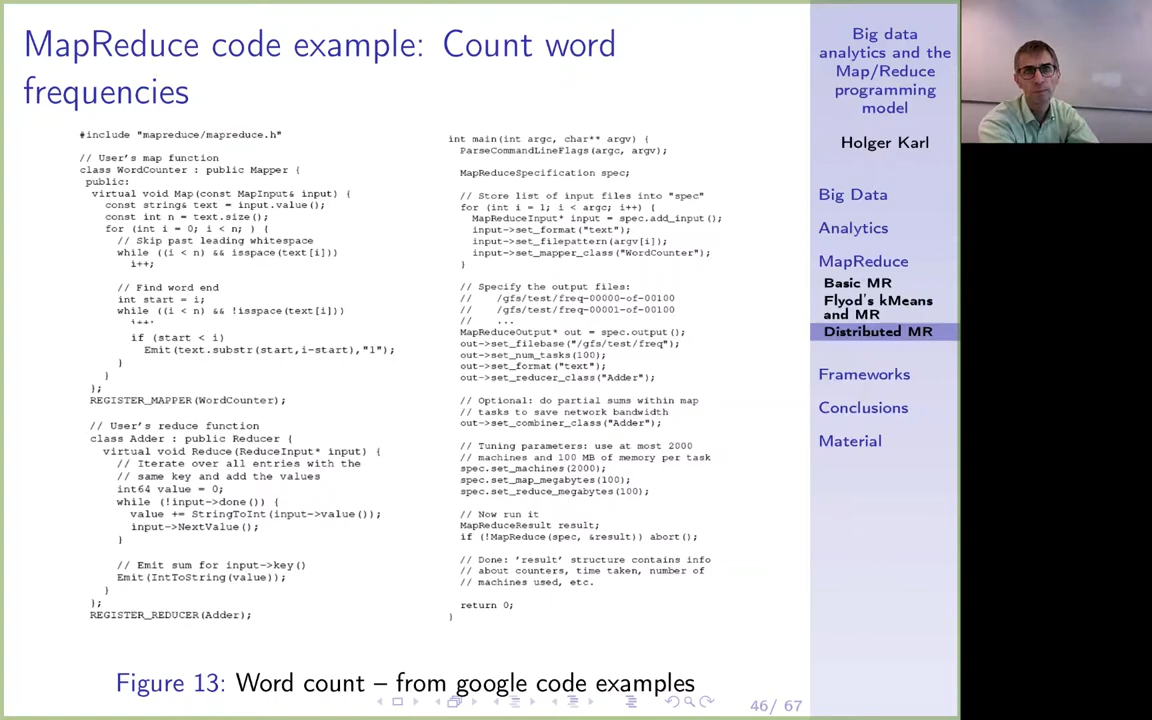 MapReduce code example: Count word
frequencies
#include "mapreduce/mapreduce.h"
// User's map function
class WordCounter : public Mapper {
public:
virtual void Map(const MapInput& input) {
const string& text = input.value();
const int n = text.size();
for (int i = 0; i < n; ) {
// Skip past leading whitespace
while ((i < n) && isspace(text[i]))
i++;
// Find word end
int start = i;
while ((i < n) && !isspace(text[i]))
i++;
if (start < i)
Emit(text.substr(start,i-start),"1");
}
}
};
REGISTER_MAPPER(WordCounter);
// User's reduce function
class Adder : public Reducer {
virtual void Reduce(ReduceInput* input) {
// Iterate over all entries with the
// same key and add the values
int64 value = 0;
while (!input->done()) {
value += StringToInt(input->value());
input->NextValue();
}
// Emit sum for input->key()
Emit(IntToString(value));
}
};
REGISTER_REDUCER(Adder);
int main(int argc, char** argv) {
ParseCommandLineFlags(argc, argv);
MapReduceSpecification spec;
// Store list of input files into "spec"
for (int i = 1; i < argc; i++) {
MapReduceInput* input = spec.add_input();
input->set_format("text");
input->set_filepattern(argv[i]);
input->set_mapper_class("WordCounter");
}
// Specify the output files:
// /gfs/test/freq-00000-of-00100
// /gfs/test/freq-00001-of-00100
// ...
MapReduceOutput* out = spec.output();
out->set_filebase("/gfs/test/freq");
out->set_num_tasks(100);
out->set_format("text");
out->set_reducer_class("Adder");
// Optional: do partial sums within map
// tasks to save network bandwidth
out->set_combiner_class("Adder");
// Tuning parameters: use at most 2000
// machines and 100 MB of memory per task
spec.set_machines(2000);
spec.set_map_megabytes(100);
spec.set_reduce_megabytes(100);
// Now run it
MapReduceResult result;
if (!MapReduce(spec, &result)) abort();
// Done: 'result' structure contains info
// about counters, time taken, number of
// machines used, etc.
return 0;
}
Figure 13: Word count – from google code examples
46/ 67
Big data
analytics and the
Map/Reduce
programming
model
Holger Karl
Big Data
Analytics
MapReduce
Basic MR
Flyod's kMeans
and MR
Distributed MR
Frameworks
Conclusions
Material